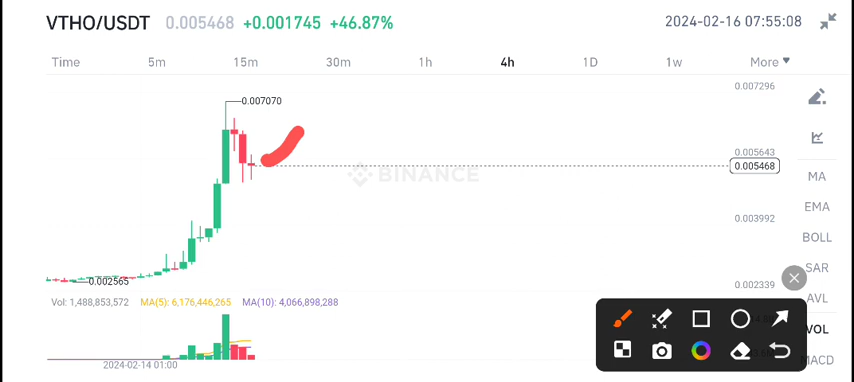 VTHO/USDT 0.005468 +0.001745 +46.87% 2024-02-16 07:55:08
Time 5m 15m 30m 1h 4h 1D 1w More
0.007296
0.007070
0.005643
0.005468
BINANCE
MA
EMA
0.003992
BOLL
SAR
0.002565
0.002339
AVL
Vol: 1,488,853,572 MA(5): 6,176,446,265 MA(10): 4,066,898,288
VOL
MACD
2024-02-14 01:00